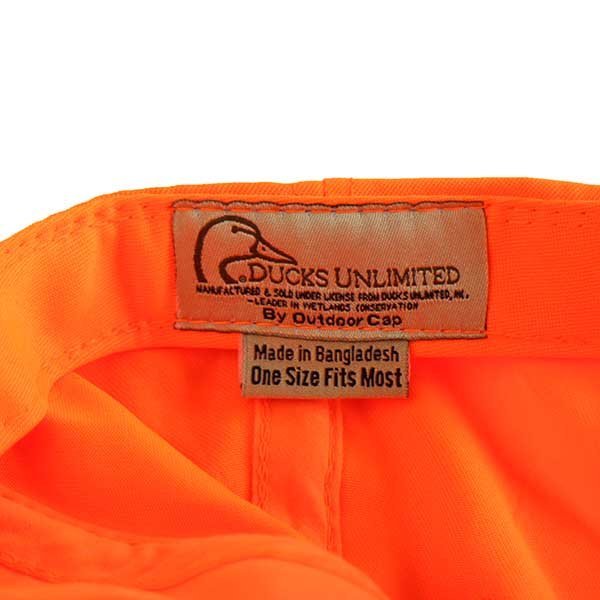 DUCKS UNLIMITED
MANUFACTURED & SOLD UNDER LICENSE FROM DUCKS UNLIMITED, INC.
-LEADER IN WETLANDS CONSERVATION
By Outdoor Cap
Made in Bangladesh
One Size Fits Most